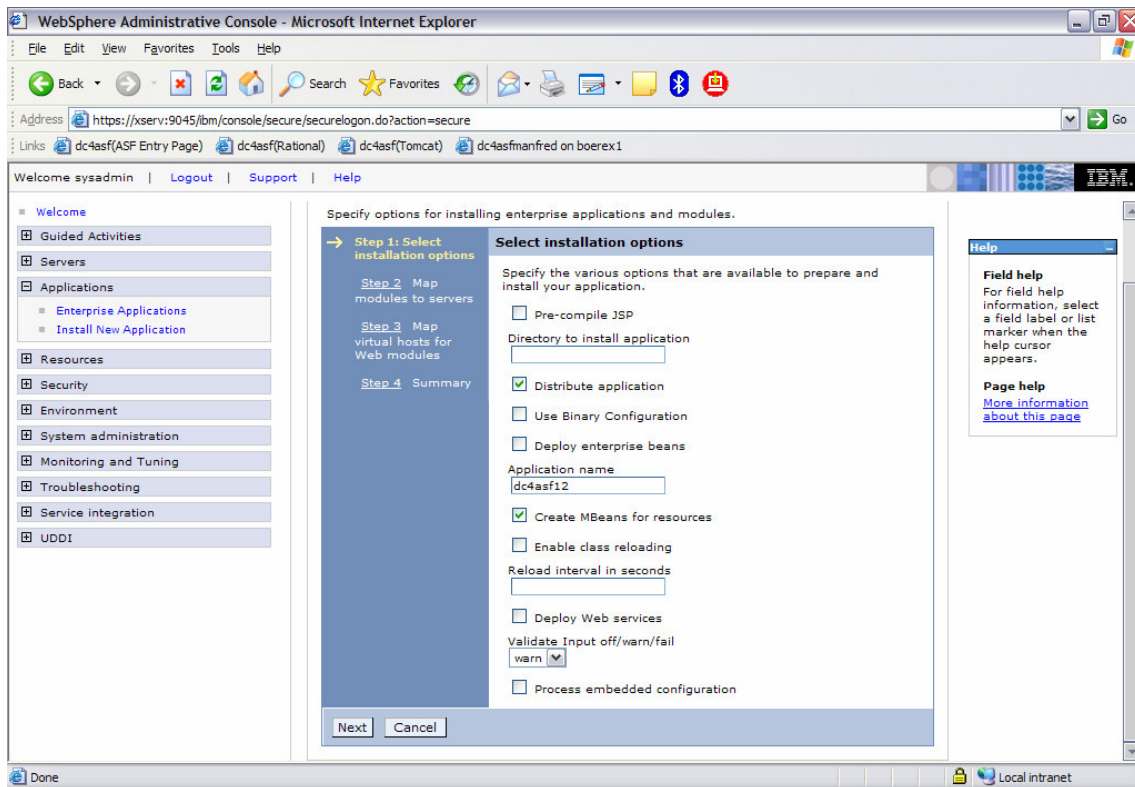 WebSphere Administrative Console - Microsoft Internet Explorer
File Edit View Favorites Tools Help
Back Search Favorites
Address https://xserv:9045/ibm/console/secure/securelogon.do?action=secure Go
Links dc4asf(ASF Entry Page) dc4asf(Rational) dc4asf(Tomcat) dc4asfmanfred on boerex1
Welcome sysadmin | Logout | Support | Help IBM.
Welcome
Guided Activities
Servers
Applications
Enterprise Applications
Install New Application
Resources
Security
Environment
System administration
Monitoring and Tuning
Troubleshooting
Service integration
UDDI
Specify options for installing enterprise applications and modules.
Step 1: Select
installation options
Step 2 Map
modules to servers
Step 3 Map
virtual hosts for
Web modules
Step 4 Summary
Select installation options
Specify the various options that are available to prepare and
install your application.
Pre-compile JSP
Directory to install application
Distribute application
Use Binary Configuration
Deploy enterprise beans
Application name
dc4asf12
Create MBeans for resources
Enable class reloading
Reload interval in seconds
Deploy Web services
Validate Input off/warn/fail
warn
Process embedded configuration
Next Cancel
Help
Field help
For field help
information, select
a field label or list
marker when the
help cursor
appears.
Page help
More information
about this page
Done Local intranet